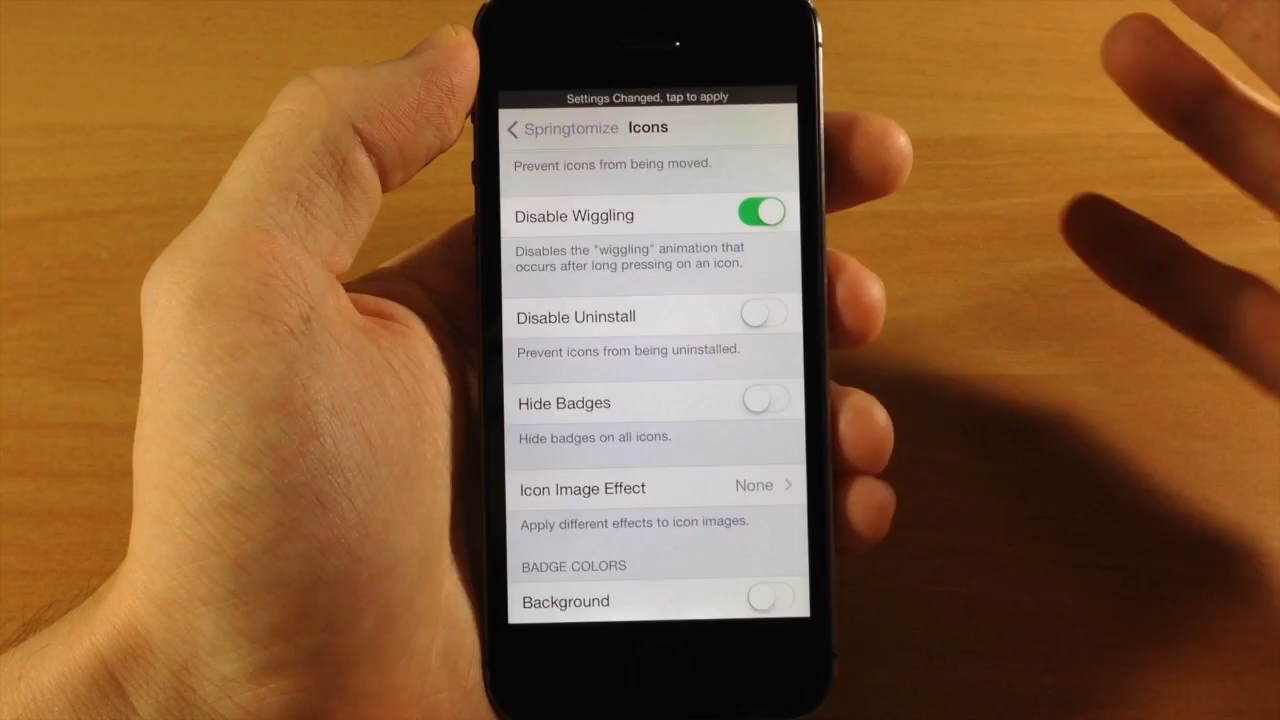 Settings Changed, tap to apply
Springtomize Icons
Prevent icons from being moved.
Disable Wiggling
Disables the "wiggling" animation that
occurs after long pressing on an icon.
Disable Uninstall
Prevent icons from being uninstalled.
Hide Badges
Hide badges on all icons.
Icon Image Effect None
Apply different effects to icon images.
BADGE COLORS
Background